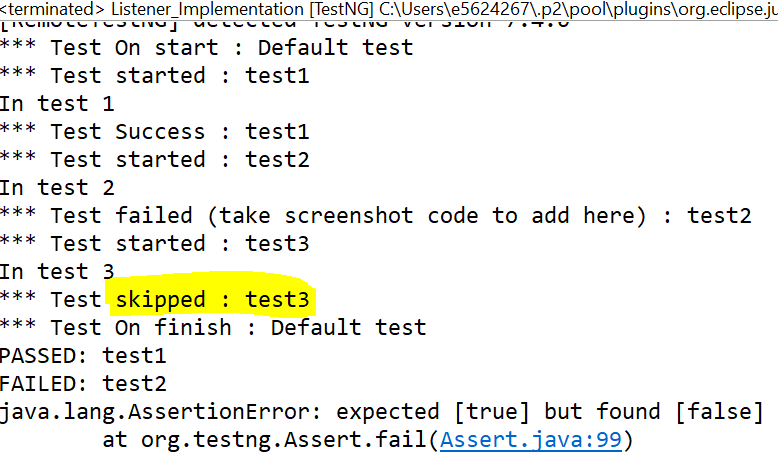 <terminated> Listener_Implementation [TestNG] C:\Users\e5624267\.p2\pool\plugins\org.eclipse.ju
[RemoteTestNG] detected TestNG version 7.4.0
*** Test On start : Default test
*** Test started : test1
In test 1
*** Test Success : test1
*** Test started : test2
In test 2
*** Test failed (take screenshot code to add here) : test2
*** Test started : test3
In test 3
*** Test skipped : test3
*** Test On finish : Default test
PASSED: test1
FAILED: test2
java.lang.AssertionError: expected [true] but found [false]
        at org.testng.Assert.fail(Assert.java:99)